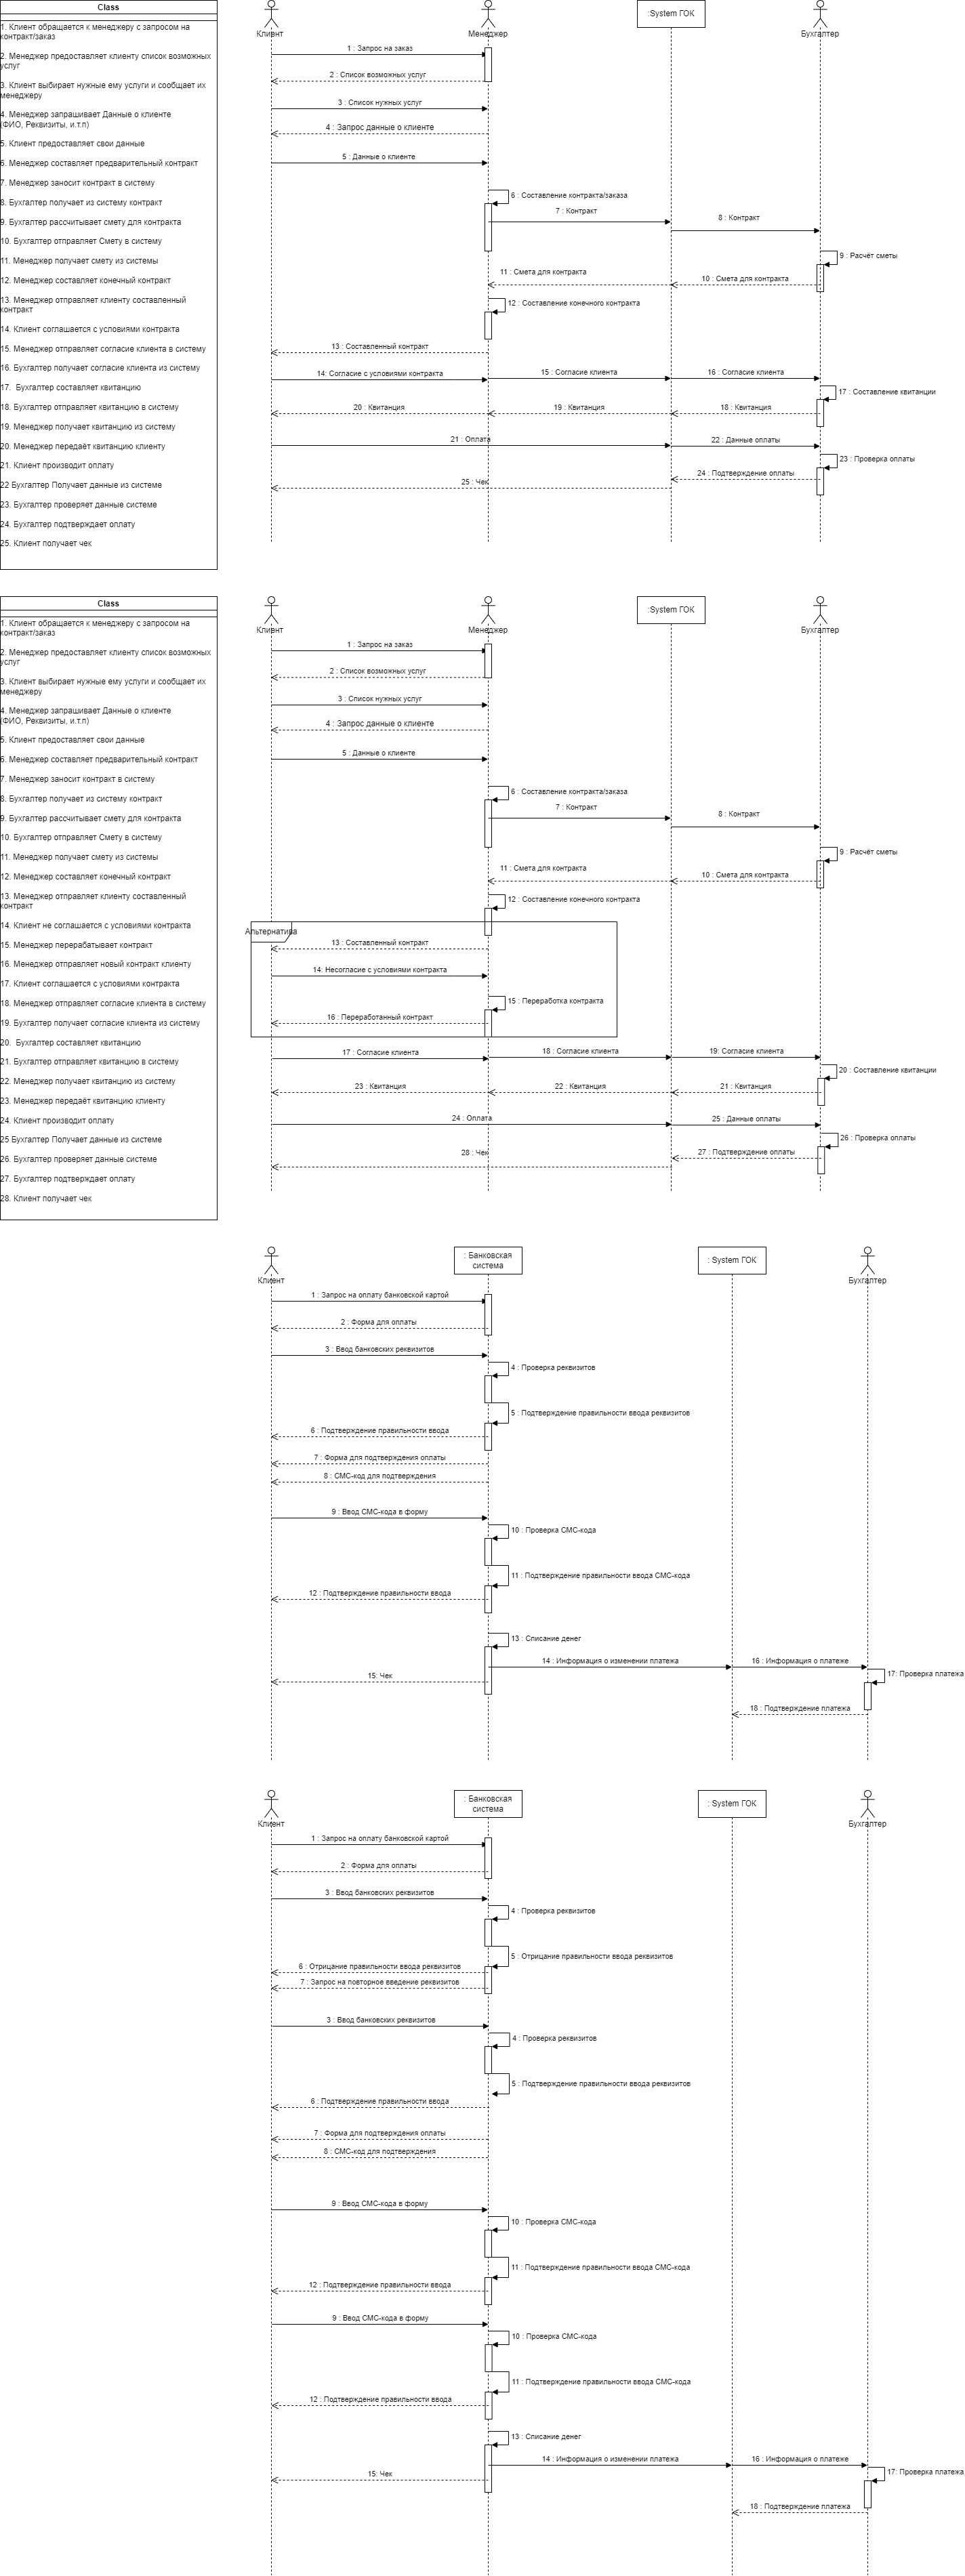 Class
1. Клиент обращается к менеджеру с запросом на
контракт/заказ
2. Менеджер предоставляет клиенту список возможных
услуг
3. Клиент выбирает нужные ему услуги и сообщает их
менеджеру
4. Менеджер запрашивает Данные о клиенте
(ФИО, Реквизиты, и.т.п)
5. Клиент предоставляет свои данные
6. Менеджер составляет предварительный контракт
7. Менеджер заносит контракт в систему
8. Бухгалтер получает из систему контракт
9. Бухгалтер рассчитывает смету для контракта
10. Бухгалтер отправляет Смету в систему
11. Менеджер получает смету из системы
12. Менеджер составляет конечный контракт
13. Менеджер отправляет клиенту составленный
контракт
14. Клиент соглашается с условиями контракта
15. Менеджер отправляет согласие клиента в систему
16. Бухгалтер получает согласие клиента из систему
17.  Бухгалтер составляет квитанцию
18. Бухгалтер отправляет квитанцию в систему
19. Менеджер получает квитанцию из систему
20. Менеджер передаёт квитанцию клиенту
21. Клиент производит оплату
22 Бухгалтер Получает данные из системе
23. Бухгалтер проверяет данные системе
24. Бухгалтер подтверждает оплату
25. Клиент получает чек
Клиент
Менеджер
:System ГОК
Бухгалтер
1 : Запрос на заказ
2 : Список возможных услуг
3 : Список нужных услуг
4 : Запрос данные о клиенте
5 : Данные о клиенте
6 : Составление контракта/заказа
7 : Контракт
8 : Контракт
9 : Расчёт сметы
10 : Смета для контракта
11 : Смета для контракта
12 : Составление конечного контракта
13 : Составленный контракт
14: Согласие с условиями контракта
15 : Согласие клиента
16 : Согласие клиента
17 : Составление квитанции
18 : Квитанция
19 : Квитанция
20 : Квитанция
21 : Оплата
22 : Данные оплаты
23 : Проверка оплаты
24 : Подтверждение оплаты
25 : Чек
Class
1. Клиент обращается к менеджеру с запросом на
контракт/заказ
2. Менеджер предоставляет клиенту список возможных
услуг
3. Клиент выбирает нужные ему услуги и сообщает их
менеджеру
4. Менеджер запрашивает Данные о клиенте
(ФИО, Реквизиты, и.т.п)
5. Клиент предоставляет свои данные
6. Менеджер составляет предварительный контракт
7. Менеджер заносит контракт в систему
8. Бухгалтер получает из систему контракт
9. Бухгалтер рассчитывает смету для контракта
10. Бухгалтер отправляет Смету в систему
11. Менеджер получает смету из системы
12. Менеджер составляет конечный контракт
13. Менеджер отправляет клиенту составленный
контракт
14. Клиент не соглашается с условиями контракта
15. Менеджер перерабатывает контракт
16. Менеджер отправляет новый контракт клиенту
17. Клиент соглашается с условиями контракта
18. Менеджер отправляет согласие клиента в систему
19. Бухгалтер получает согласие клиента из систему
20.  Бухгалтер составляет квитанцию
21. Бухгалтер отправляет квитанцию в систему
22. Менеджер получает квитанцию из систему
23. Менеджер передаёт квитанцию клиенту
24. Клиент производит оплату
25 Бухгалтер Получает данные из системе
26. Бухгалтер проверяет данные системе
27. Бухгалтер подтверждает оплату
28. Клиент получает чек
Клиент
Менеджер
:System ГОК
Бухгалтер
1 : Запрос на заказ
2 : Список возможных услуг
3 : Список нужных услуг
4 : Запрос данные о клиенте
5 : Данные о клиенте
6 : Составление контракта/заказа
7 : Контракт
8 : Контракт
9 : Расчёт сметы
10 : Смета для контракта
11 : Смета для контракта
12 : Составление конечного контракта
Альтернатива
13 : Составленный контракт
14: Несогласие с условиями контракта
15 : Переработка контракта
16 : Переработанный контракт
17 : Согласие клиента
18 : Согласие клиента
19: Согласие клиента
20 : Составление квитанции
21 : Квитанция
22 : Квитанция
23 : Квитанция
24 : Оплата
25 : Данные оплаты
26 : Проверка оплаты
27 : Подтверждение оплаты
28 : Чек
Клиент
: Банковская
система
: System ГОК
Бухгалтер
1 : Запрос на оплату банковской картой
2 : Форма для оплаты
3 : Ввод банковских реквизитов
4 : Проверка реквизитов
5 : Подтверждение правильности ввода реквизитов
6 : Подтверждение правильности ввода
7 : Форма для подтверждения оплаты
8 : СМС-код для подтверждения
9 : Ввод СМС-кода в форму
10 : Проверка СМС-кода
11 : Подтверждение правильности ввода СМС-кода
12 : Подтверждение правильности ввода
13 : Списание денег
14 : Информация о изменении платежа
16 : Информация о платеже
15: Чек
17: Проверка платежа
18 : Подтверждение платежа
Клиент
: Банковская
система
: System ГОК
Бухгалтер
1 : Запрос на оплату банковской картой
2 : Форма для оплаты
3 : Ввод банковских реквизитов
4 : Проверка реквизитов
5 : Отрицание правильности ввода реквизитов
6 : Отрицание правильности ввода реквизитов
7 : Запрос на повторное введение реквизитов
3 : Ввод банковских реквизитов
4 : Проверка реквизитов
5 : Подтверждение правильности ввода реквизитов
6 : Подтверждение правильности ввода
7 : Форма для подтверждения оплаты
8 : СМС-код для подтверждения
9 : Ввод СМС-кода в форму
10 : Проверка СМС-кода
11 : Подтверждение правильности ввода СМС-кода
12 : Подтверждение правильности ввода
9 : Ввод СМС-кода в форму
10 : Проверка СМС-кода
11 : Подтверждение правильности ввода СМС-кода
12 : Подтверждение правильности ввода
13 : Списание денег
14 : Информация о изменении платежа
16 : Информация о платеже
15: Чек
17: Проверка платежа
18 : Подтверждение платежа